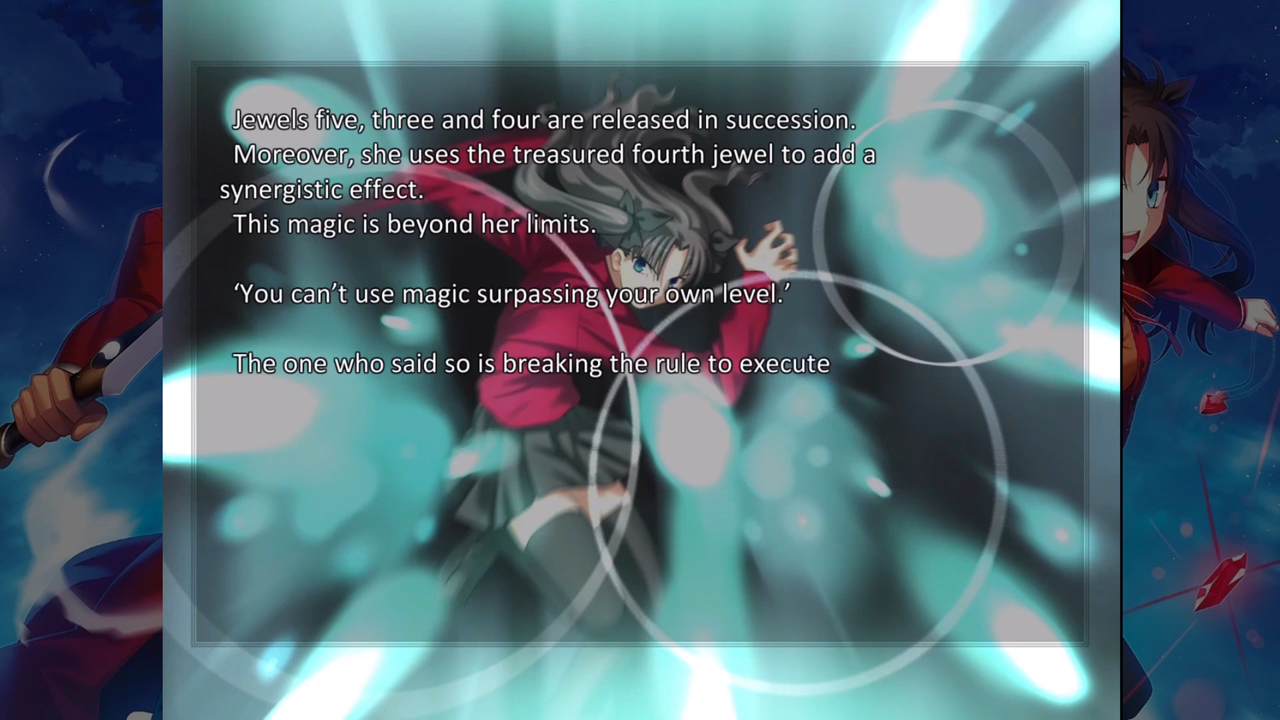 Jewels five, three and four are released in succession.
Moreover, she uses the treasured fourth jewel to add a
synergistic effect.
This magic is beyond her limits.
‘You can’t use magic surpassing your own level.’
The one who said so is breaking the rule to execute